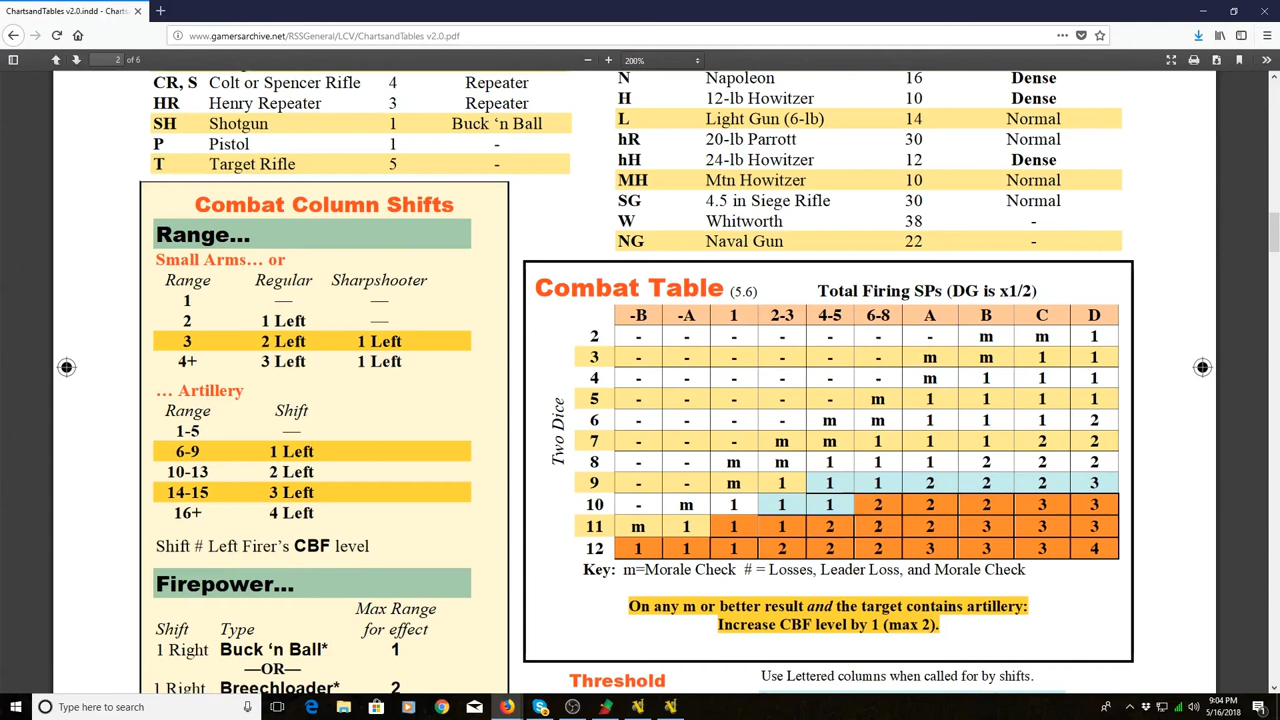 ChartsandTables v2.0.indd - Charts
www.gamersarchive.net/RSSGeneral/LCV/ChartsandTables v2.0.pdf
2 of 6
200%
CR, S Colt or Spencer Rifle 4 Repeater
HR Henry Repeater 3 Repeater
SH Shotgun 1 Buck ‘n Ball
P Pistol 1 -
T Target Rifle 5 -
N Napoleon 16 Dense
H 12-lb Howitzer 10 Dense
L Light Gun (6-lb) 14 Normal
hR 20-lb Parrott 30 Normal
hH 24-lb Howitzer 12 Dense
MH Mtn Howitzer 10 Normal
SG 4.5 in Siege Rifle 30 Normal
W Whitworth 38 -
NG Naval Gun 22 -
Combat Column Shifts
Range...
Small Arms… or
Range Regular Sharpshooter
1 — —
2 1 Left —
3 2 Left 1 Left
4+ 3 Left 1 Left
… Artillery
Range Shift
1-5 —
6-9 1 Left
10-13 2 Left
14-15 3 Left
16+ 4 Left
Shift # Left Firer’s CBF level
Firepower...
Max Range
Shift Type for effect
1 Right Buck ‘n Ball* 1
—OR—
1 Right Breechloader* 2
Combat Table (5.6) Total Firing SPs (DG is x1/2)
-B -A 1 2-3 4-5 6-8 A B C D
Two Dice
2 - - - - - - - m m 1
3 - - - - - - m m 1 1
4 - - - - - - m 1 1 1
5 - - - - - m 1 1 1 1
6 - - - - m m 1 1 1 2
7 - - - m m 1 1 1 2 2
8 - - m m 1 1 1 2 2 2
9 - - m 1 1 1 2 2 2 3
10 - m 1 1 1 2 2 2 3 3
11 m 1 1 1 2 2 2 3 3 3
12 1 1 1 2 2 2 3 3 3 4
Key: m=Morale Check # = Losses, Leader Loss, and Morale Check
On any m or better result and the target contains artillery:
Increase CBF level by 1 (max 2).
Threshold
Use Lettered columns when called for by shifts.
Type here to search
9:04 PM
5/16/2018